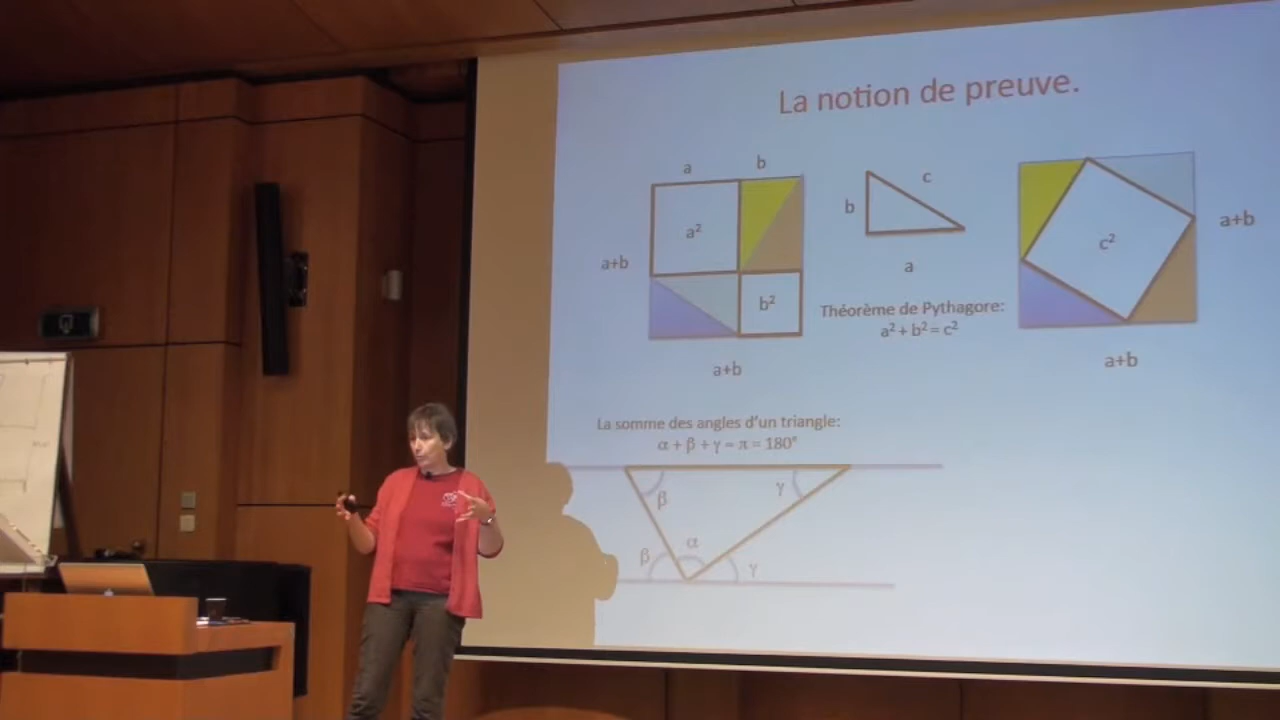 La notion de preuve.
a b
a²
a+b
b²
a+b
c
b
a
Théorème de Pythagore:
a² + b² = c²
c²
a+b
a+b
La somme des angles d'un triangle:
α + β + γ = π = 180°
β γ
β α γ